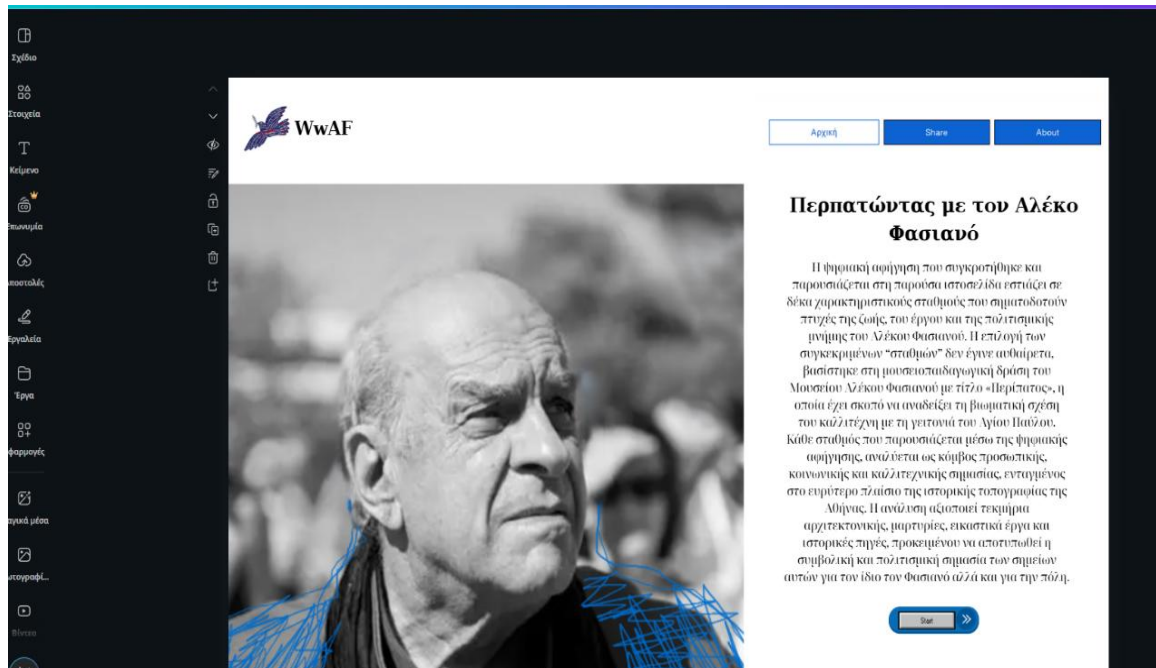 Σχέδιο
Στοιχεία
Κείμενο
Επωνυμία
Αποστολές
Εργαλεία
Έργα
φαρμογές
αγικά μέσα
ωτογραφί...
Βίντεο
WwAF
Αρχική
Share
About
Περπατώντας με τον Αλέκο
Φασιανό
Η ψηφιακή αφήγηση που συγκροτήθηκε και
παρουσιάζεται στη παρούσα ιστοσελίδα εστιάζει σε
δέκα χαρακτηριστικούς σταθμούς που σηματοδοτούν
πτυχές της ζωής, του έργου και της πολιτισμικής
μνήμης του Αλέκου Φασιανού. Η επιλογή των
συγκεκριμένων “σταθμών” δεν έγινε αυθαίρετα,
βασίστηκε στη μουσειοπαιδαγωγική δράση του
Μουσείου Αλέκου Φασιανού με τίτλο «Περίπατος», η
οποία έχει σκοπό να αναδείξει τη βιωματική σχέση
του καλλιτέχνη με τη γειτονιά του Αγίου Παύλου.
Κάθε σταθμός που παρουσιάζεται μέσω της ψηφιακής
αφήγησης, αναλύεται ως κόμβος προσωπικής,
κοινωνικής και καλλιτεχνικής σημασίας, ενταγμένος
στο ευρύτερο πλαίσιο της ιστορικής τοπογραφίας της
Αθήνας. Η ανάλυση αξιοποιεί τεκμήρια
αρχιτεκτονικής, μαρτυρίες, εικαστικά έργα και
ιστορικές πηγές, προκειμένου να αποτυπωθεί η
συμβολική και πολιτισμική σημασία των σημείων
αυτών για τον ίδιο τον Φασιανό αλλά και για την πόλη.
Start